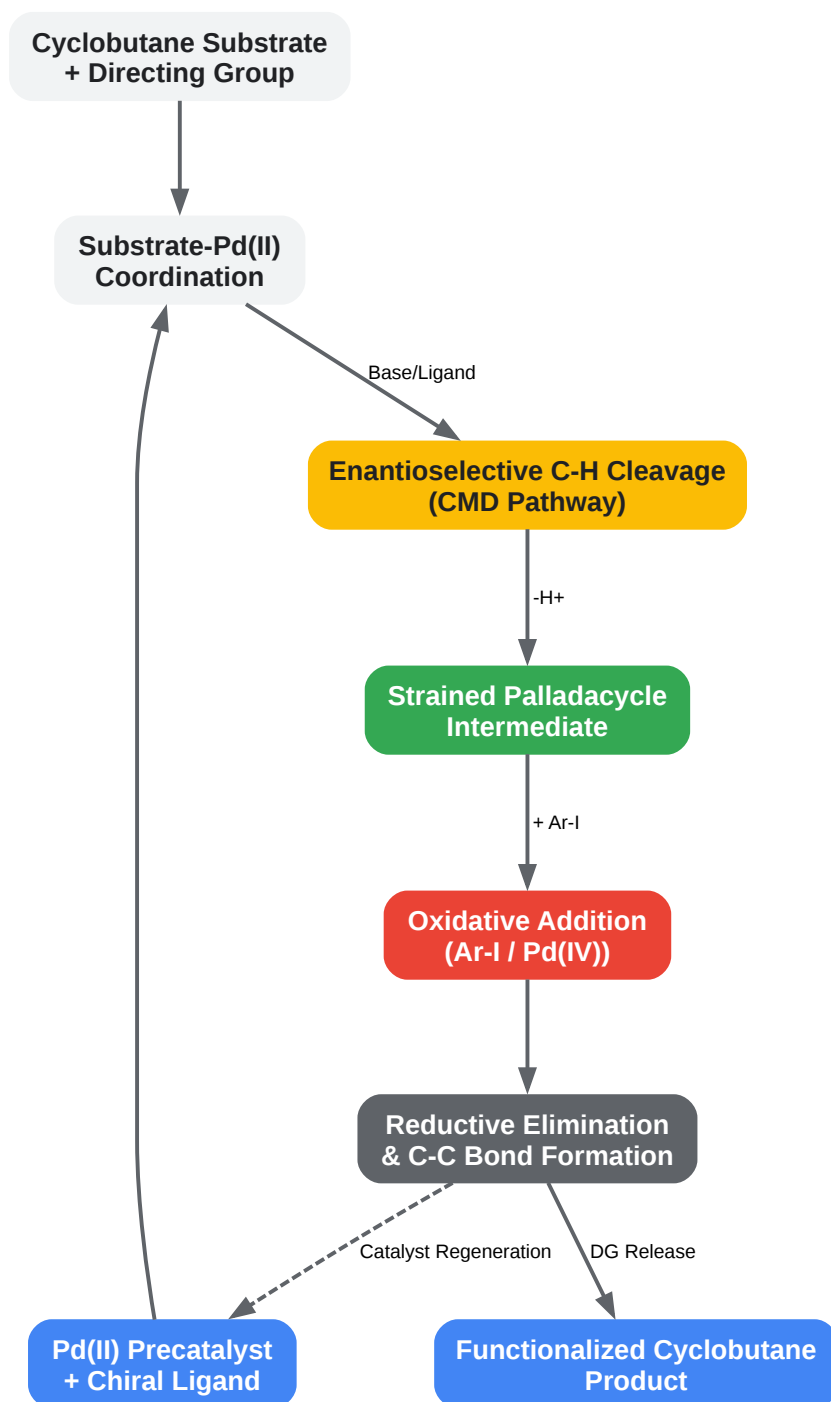 Cyclobutane Substrate
+ Directing Group
Substrate-Pd(II)
Coordination
Base/Ligand
Enantioselective C-H Cleavage
(CMD Pathway)
-H+
Strained Palladacycle
Intermediate
+ Ar-I
Oxidative Addition
(Ar-I / Pd(IV))
Reductive Elimination
& C-C Bond Formation
Catalyst Regeneration
DG Release
Pd(II) Precatalyst
+ Chiral Ligand
Functionalized Cyclobutane
Product